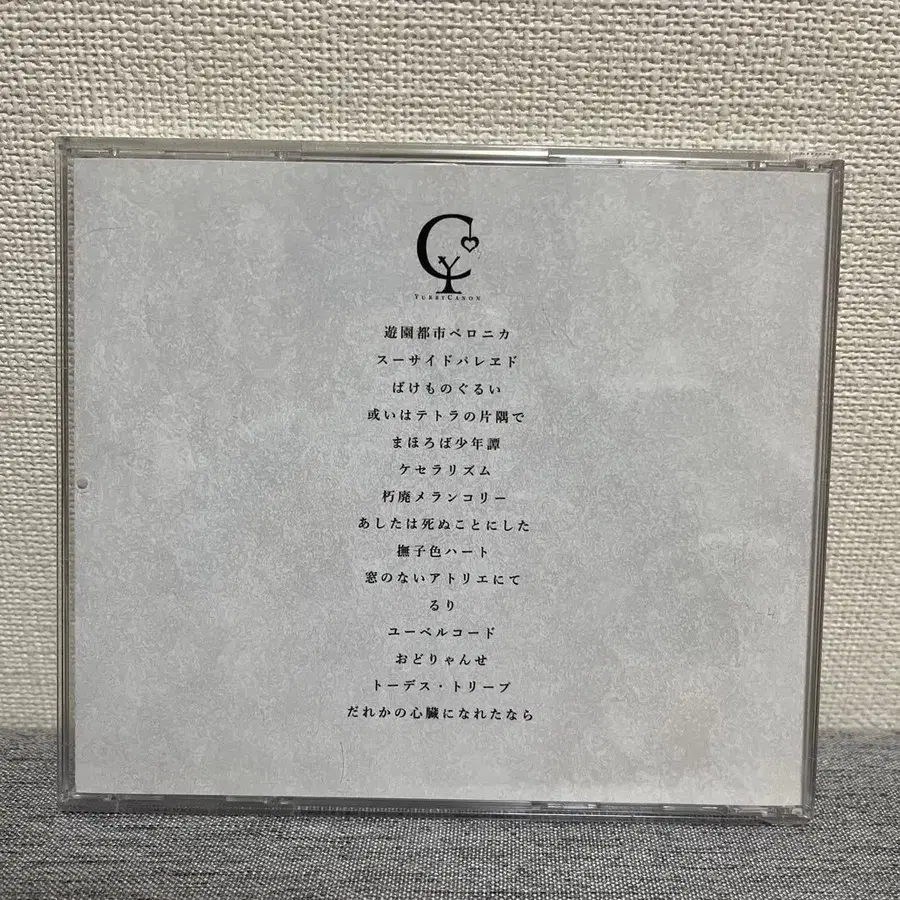 CY
YURRYCANON
遊園都市ベロニカ
スーサイドパレヱド
ばけものぐるい
或いはテトラの片隅で
まほろば少年譚
ケセラリズム
朽廃メランコリー
あしたは死ぬことにした
撫子色ハート
窓のないアトリエにて
るり
ユーベルコード
おどりゃんせ
トーデス・トリーブ
だれかの心臓になれたなら